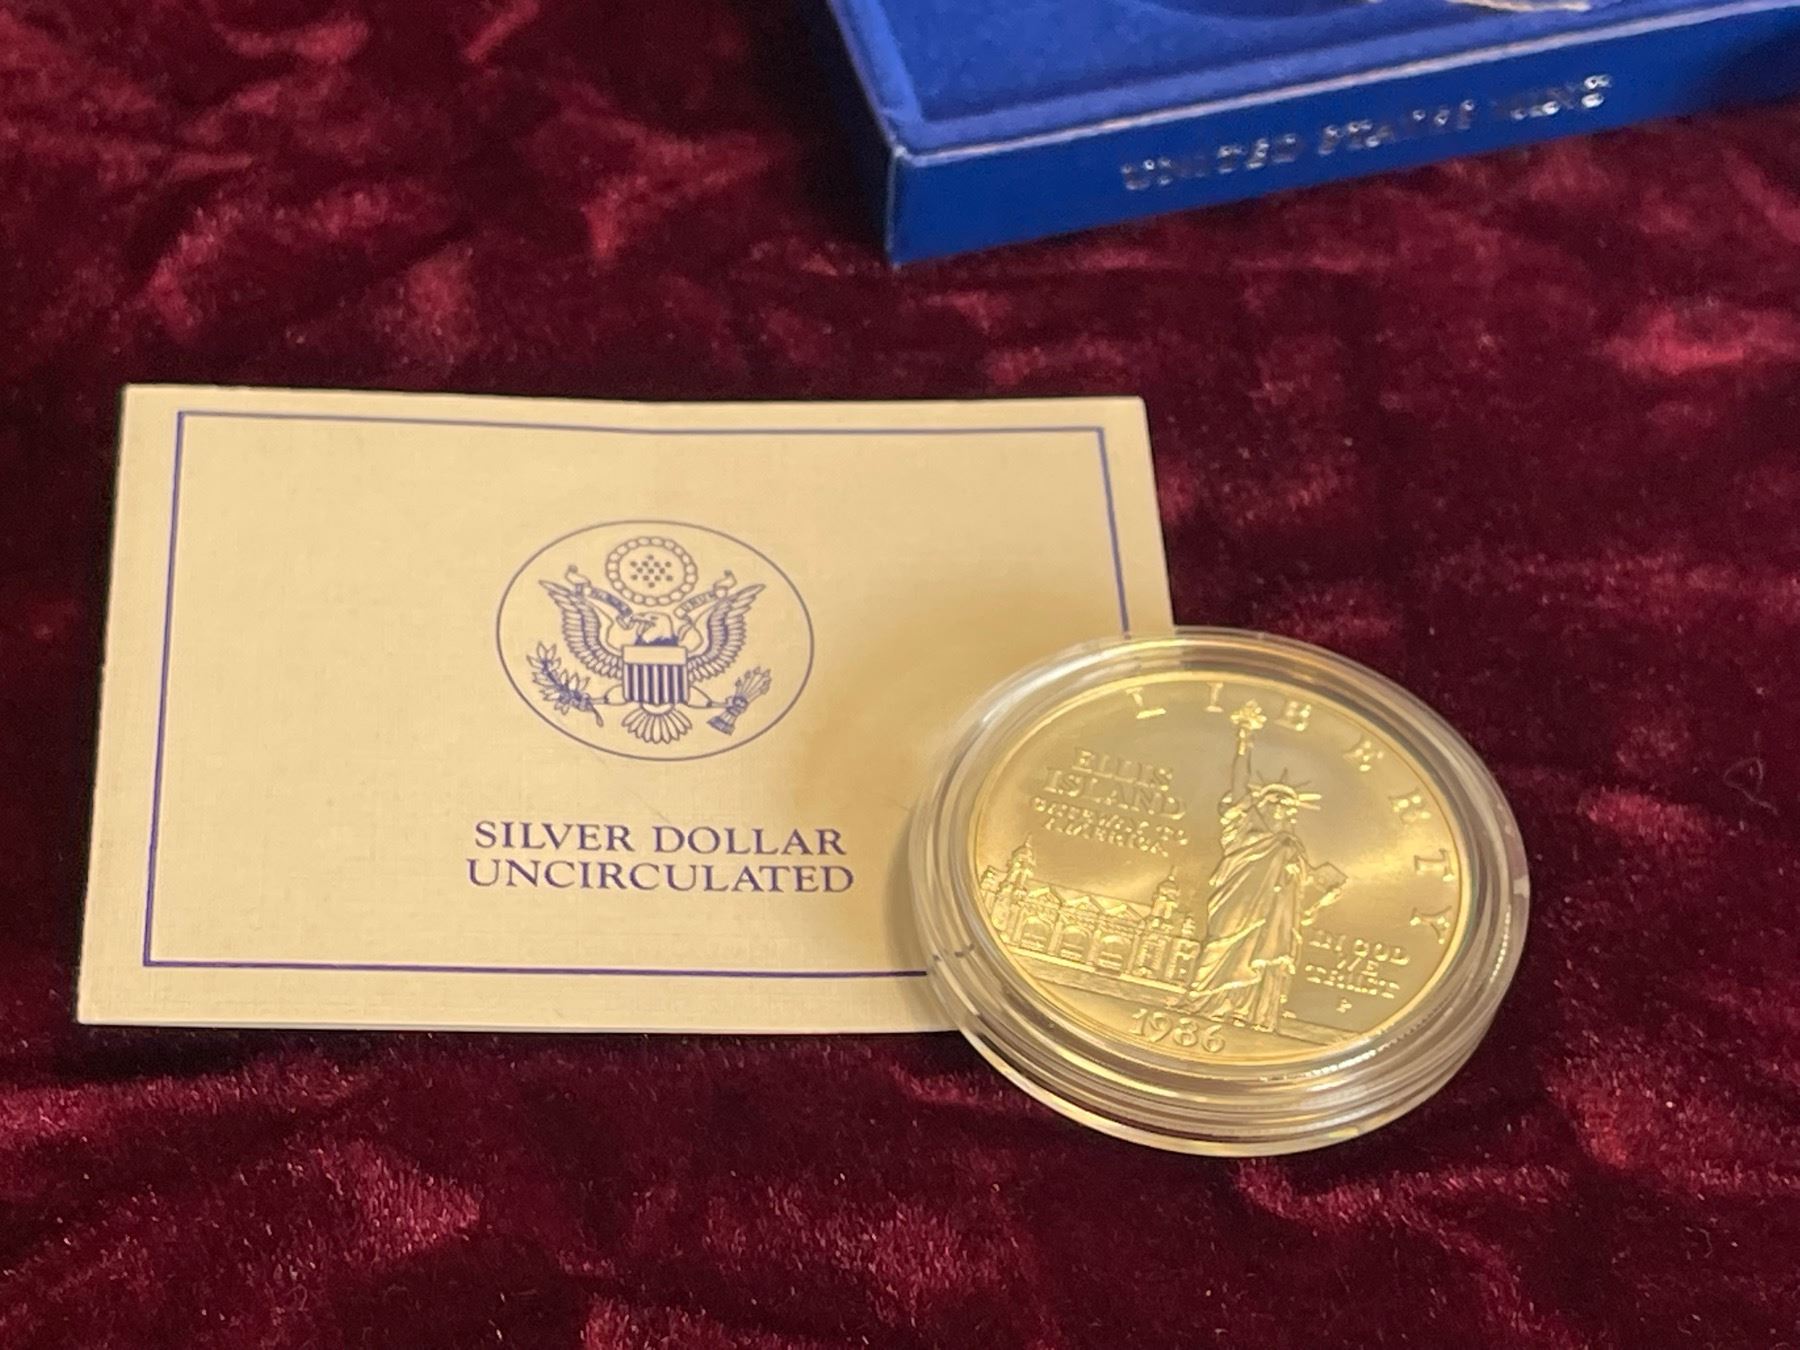 UNITED STATES MINT
SILVER DOLLAR
UNCIRCULATED
LIBERTY
ELLIS
ISLAND
GATEWAY TO
AMERICA
IN GOD
WE
TRUST
P
1986